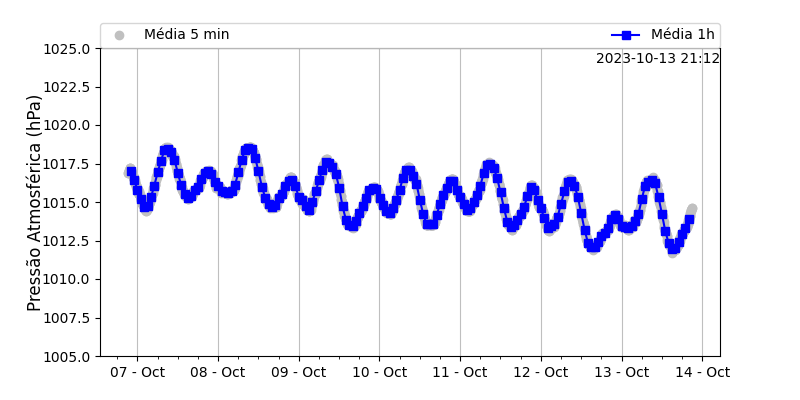 Média 5 min
Média 1h
2023-10-13 21:12
Pressão Atmosférica (hPa)
1025.0
1022.5
1020.0
1017.5
1015.0
1012.5
1010.0
1007.5
1005.0
07 - Oct
08 - Oct
09 - Oct
10 - Oct
11 - Oct
12 - Oct
13 - Oct
14 - Oct